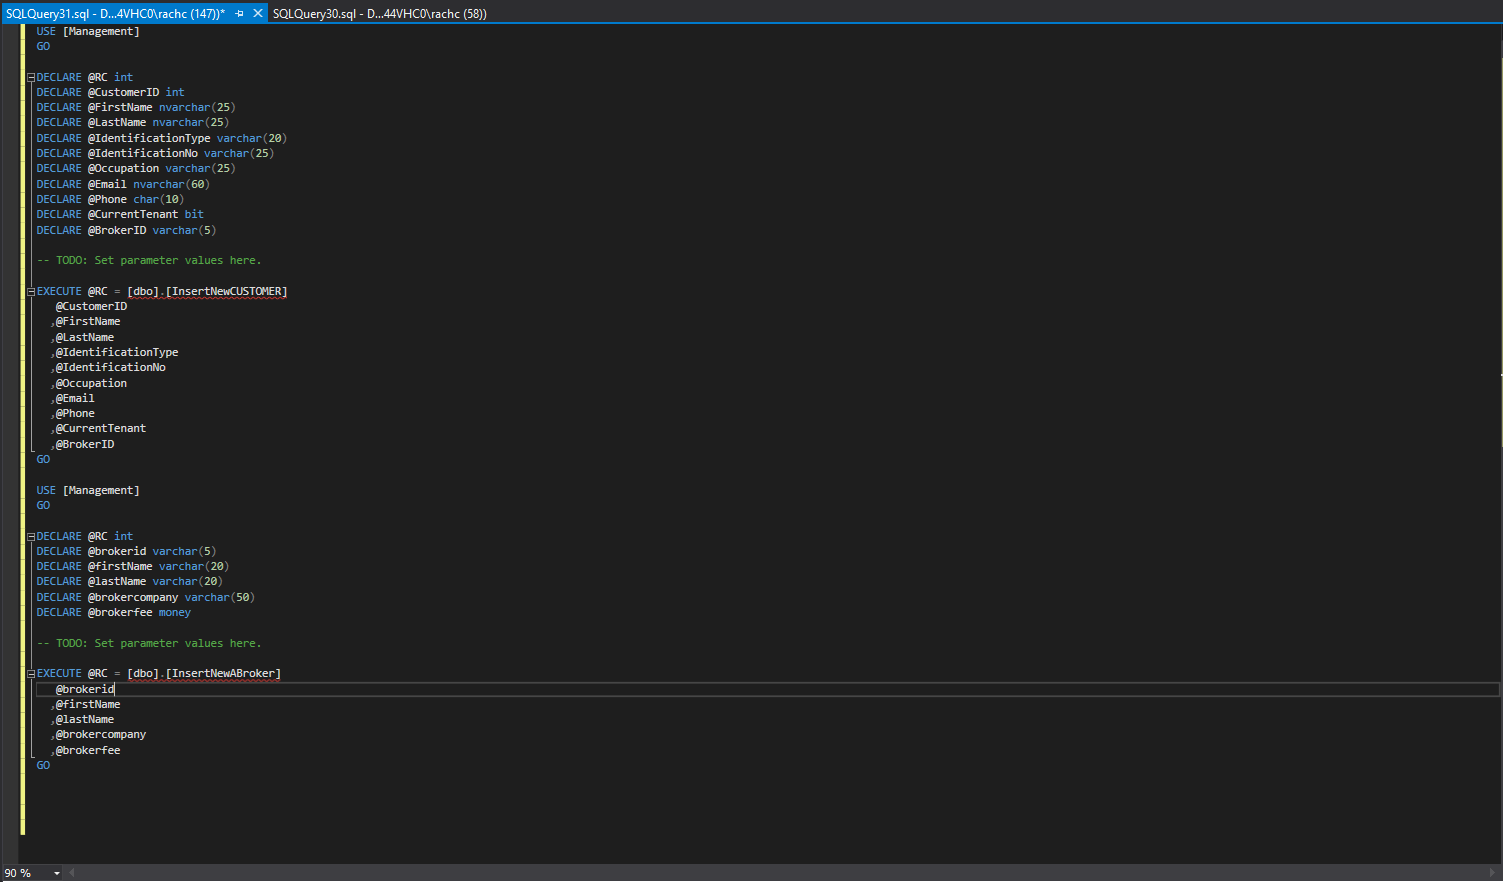 SQLQuery31.sql - D...4VHC0\rachc (147))* SQLQuery30.sql - D...44VHC0\rachc (58))
USE [Management]
GO
DECLARE @RC int
DECLARE @CustomerID int
DECLARE @FirstName nvarchar(25)
DECLARE @LastName nvarchar(25)
DECLARE @IdentificationType varchar(20)
DECLARE @IdentificationNo varchar(25)
DECLARE @Occupation varchar(25)
DECLARE @Email nvarchar(60)
DECLARE @Phone char(10)
DECLARE @CurrentTenant bit
DECLARE @BrokerID varchar(5)
-- TODO: Set parameter values here.
EXECUTE @RC = [dbo].[InsertNewCUSTOMER]
@CustomerID
,@FirstName
,@LastName
,@IdentificationType
,@IdentificationNo
,@Occupation
,@Email
,@Phone
,@CurrentTenant
,@BrokerID
GO
USE [Management]
GO
DECLARE @RC int
DECLARE @brokerid varchar(5)
DECLARE @firstName varchar(20)
DECLARE @lastName varchar(20)
DECLARE @brokercompany varchar(50)
DECLARE @brokerfee money
-- TODO: Set parameter values here.
EXECUTE @RC = [dbo].[InsertNewABroker]
@brokerid
,@firstName
,@lastName
,@brokercompany
,@brokerfee
GO
90 %